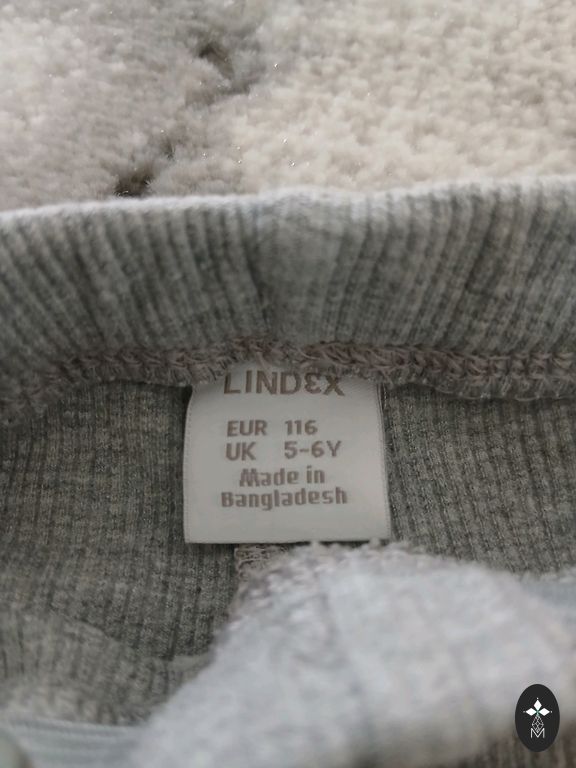 LINDEX
EUR 116
UK 5-6Y
Made in
Bangladesh
M